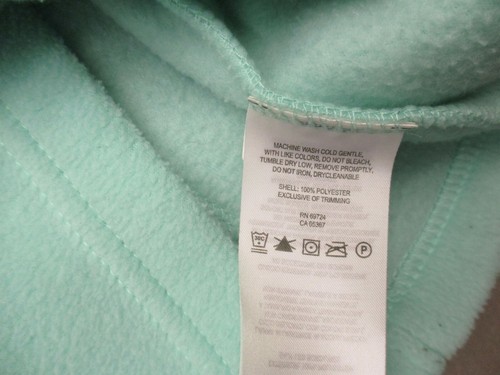 MACHINE WASH COLD GENTLE,
WITH LIKE COLORS, DO NOT BLEACH,
TUMBLE DRY LOW, REMOVE PROMPTLY,
DO NOT IRON, DRYCLEANABLE
SHELL: 100% POLYESTER
EXCLUSIVE OF TRIMMING
RN 69724
CA 05367
30C
P